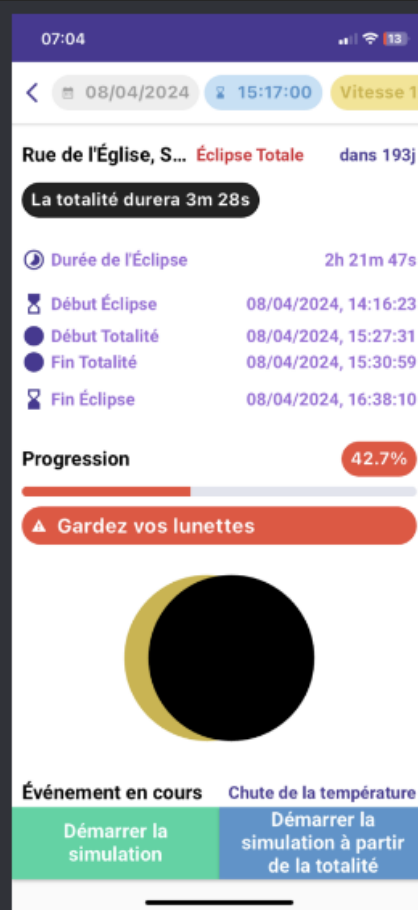 07:04
13
08/04/2024 15:17:00 Vitesse 1
Rue de l'Église, S... Éclipse Totale dans 193j
La totalité durera 3m 28s
Durée de l'Éclipse 2h 21m 47s
Début Éclipse 08/04/2024, 14:16:23
Début Totalité 08/04/2024, 15:27:31
Fin Totalité 08/04/2024, 15:30:59
Fin Éclipse 08/04/2024, 16:38:10
Progression 42.7%
Gardez vos lunettes
Événement en cours Chute de la température
Démarrer la
simulation
Démarrer la
simulation à partir
de la totalité